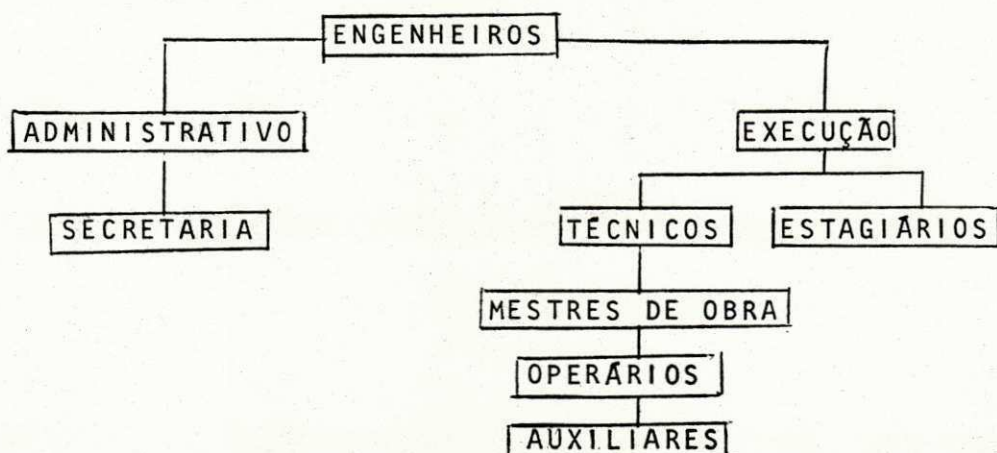 ENGENHEIROS
ADMINISTRATIVO
EXECUÇÃO
SECRETARIA
TÉCNICOS
ESTAGIÁRIOS
MESTRES DE OBRA
OPERÁRIOS
AUXILIARES